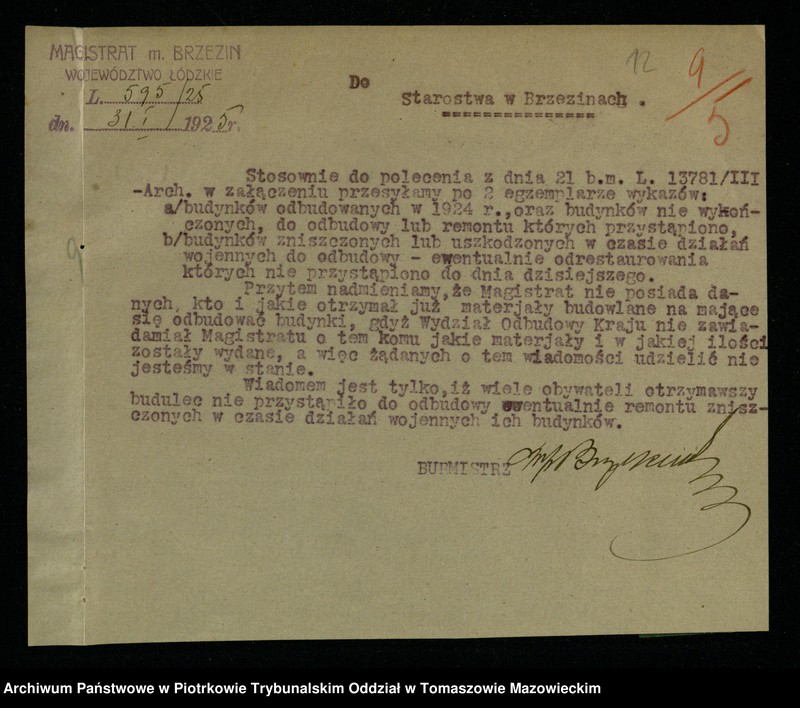 MAGISTRAT m. BRZEZIN
WOJEWÓDZTWO ŁÓDZKIE
L. 595/25
dn. 31.I 1925r.
12
9/5
Do
Starostwa w Brzezinach.
Stosownie do polecenia z dnia 21 b.m. L. 13781/III
-Arch. w załączeniu przesyłamy po 2 egzemplarze wykazów:
a/budynków odbudowanych w 1924 r.,oraz budynków nie wykoń-
czonych, do odbudowy lub remontu których przystąpiono,
b/budynków zniszczonych lub uszkodzonych w czasie działań
wojennych do odbudowy - ewentualnie odrestaurowania
których nie przystąpiono do dnia dzisiejszego.
Przytem nadmieniamy,że Magistrat nie posiada da-
nych, kto i jakie otrzymał już materjały budowlane na mające
się odbudować budynki, gdyż Wydział Odbudowy Kraju nie zawia-
damiał Magistratu o tem komu jakie materjały i w jakiej ilości
zostały wydane, a więc żądanych o tem wiadomości udzielić nie
jesteśmy w stanie.
Wiadomem jest tylko,iż wiele obywateli otrzymawszy
budulec nie przystąpiło do odbudowy ewentualnie remontu znisz-
czonych w czasie działań wojennych ich budynków.
BURMISTRZ
Archiwum Państwowe w Piotrkowie Trybunalskim Oddział w Tomaszowie Mazowieckim